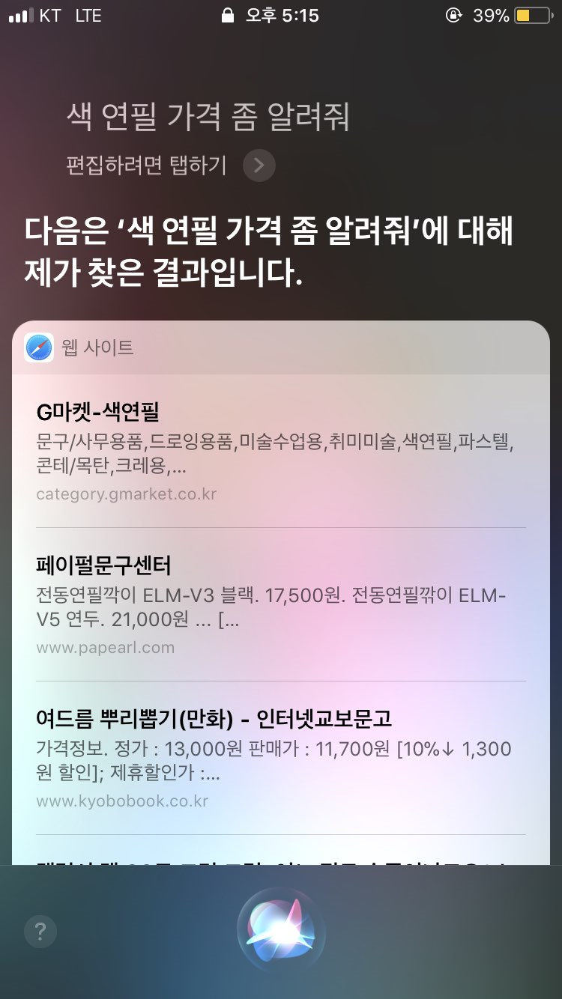 KT LTE 오후 5:15 39%
색 연필 가격 좀 알려줘
편집하려면 탭하기
다음은 ‘색 연필 가격 좀 알려줘’에 대해
제가 찾은 결과입니다.
웹 사이트
G마켓-색연필
문구/사무용품,드로잉용품,미술수업용,취미미술,색연필,파스텔,
콘테/목탄,크레용,...
category.gmarket.co.kr
페이펄문구센터
전동연필깍이 ELM-V3 블랙. 17,500원. 전동연필깎이 ELM-
V5 연두. 21,000원 ... [...
www.papearl.com
여드름 뿌리뽑기(만화) - 인터넷교보문고
가격정보. 정가 : 13,000원 판매가 : 11,700원 [10%↓ 1,300
원 할인]; 제휴할인가 :...
www.kyobobook.co.kr
?